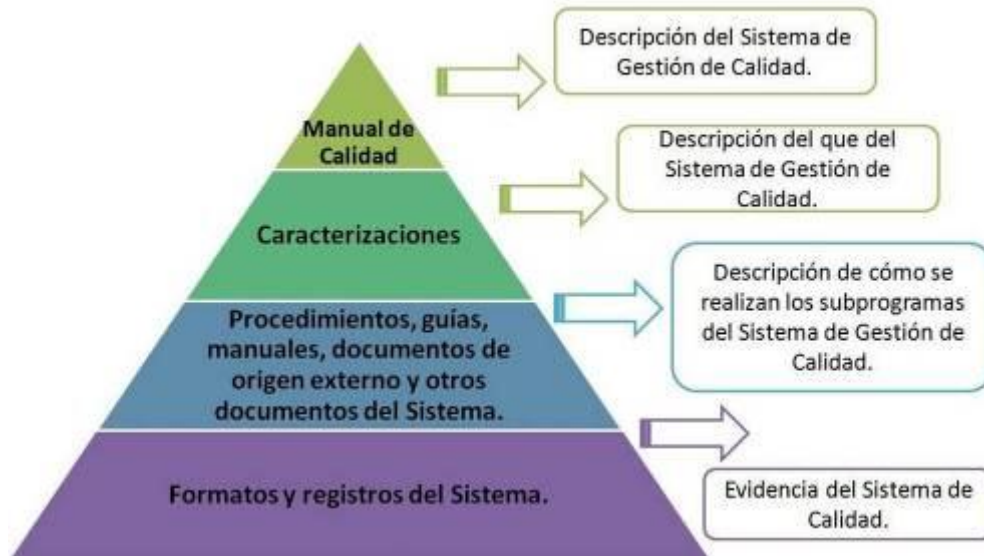 Descripción del Sistema de
Gestión de Calidad.
Manual de
Calidad
Descripción del que del
Sistema de Gestión de
Calidad.
Caracterizaciones
Descripción de cómo se
realizan los subprogramas
del Sistema de Gestión de
Calidad.
Procedimientos, guías,
manuales, documentos de
origen externo y otros
documentos del Sistema.
Formatos y registros del Sistema.
Evidencia del Sistema de
Calidad.